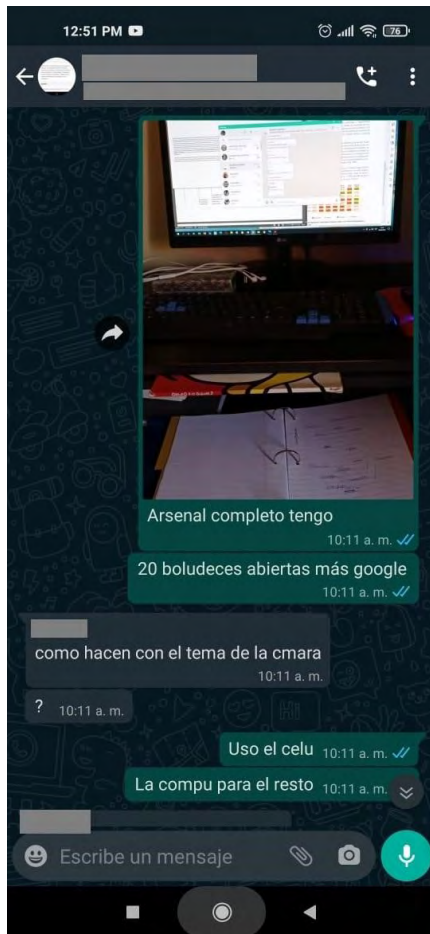 12:51 PM
76
Arsenal completo tengo
10:11 a. m.
20 boludeces abiertas más google
10:11 a. m.
como hacen con el tema de la cmara
10:11 a. m.
? 10:11 a. m.
Uso el celu 10:11 a. m.
La compu para el resto 10:11 a. m.
Escribe un mensaje